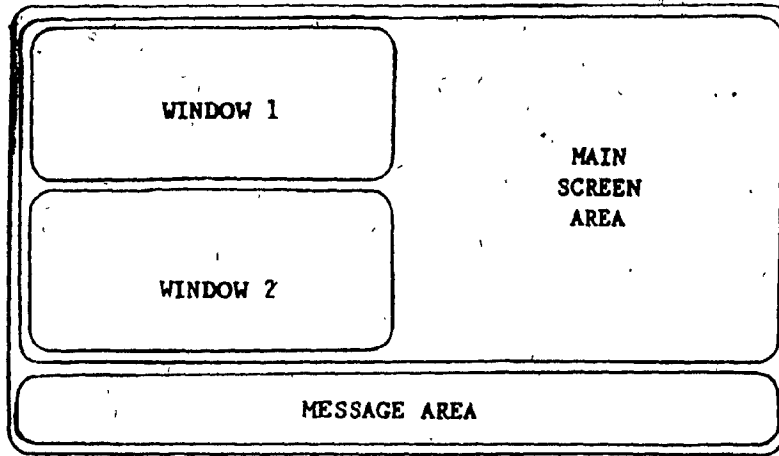 WINDOW 1
MAIN
SCREEN
AREA
WINDOW 2
MESSAGE AREA